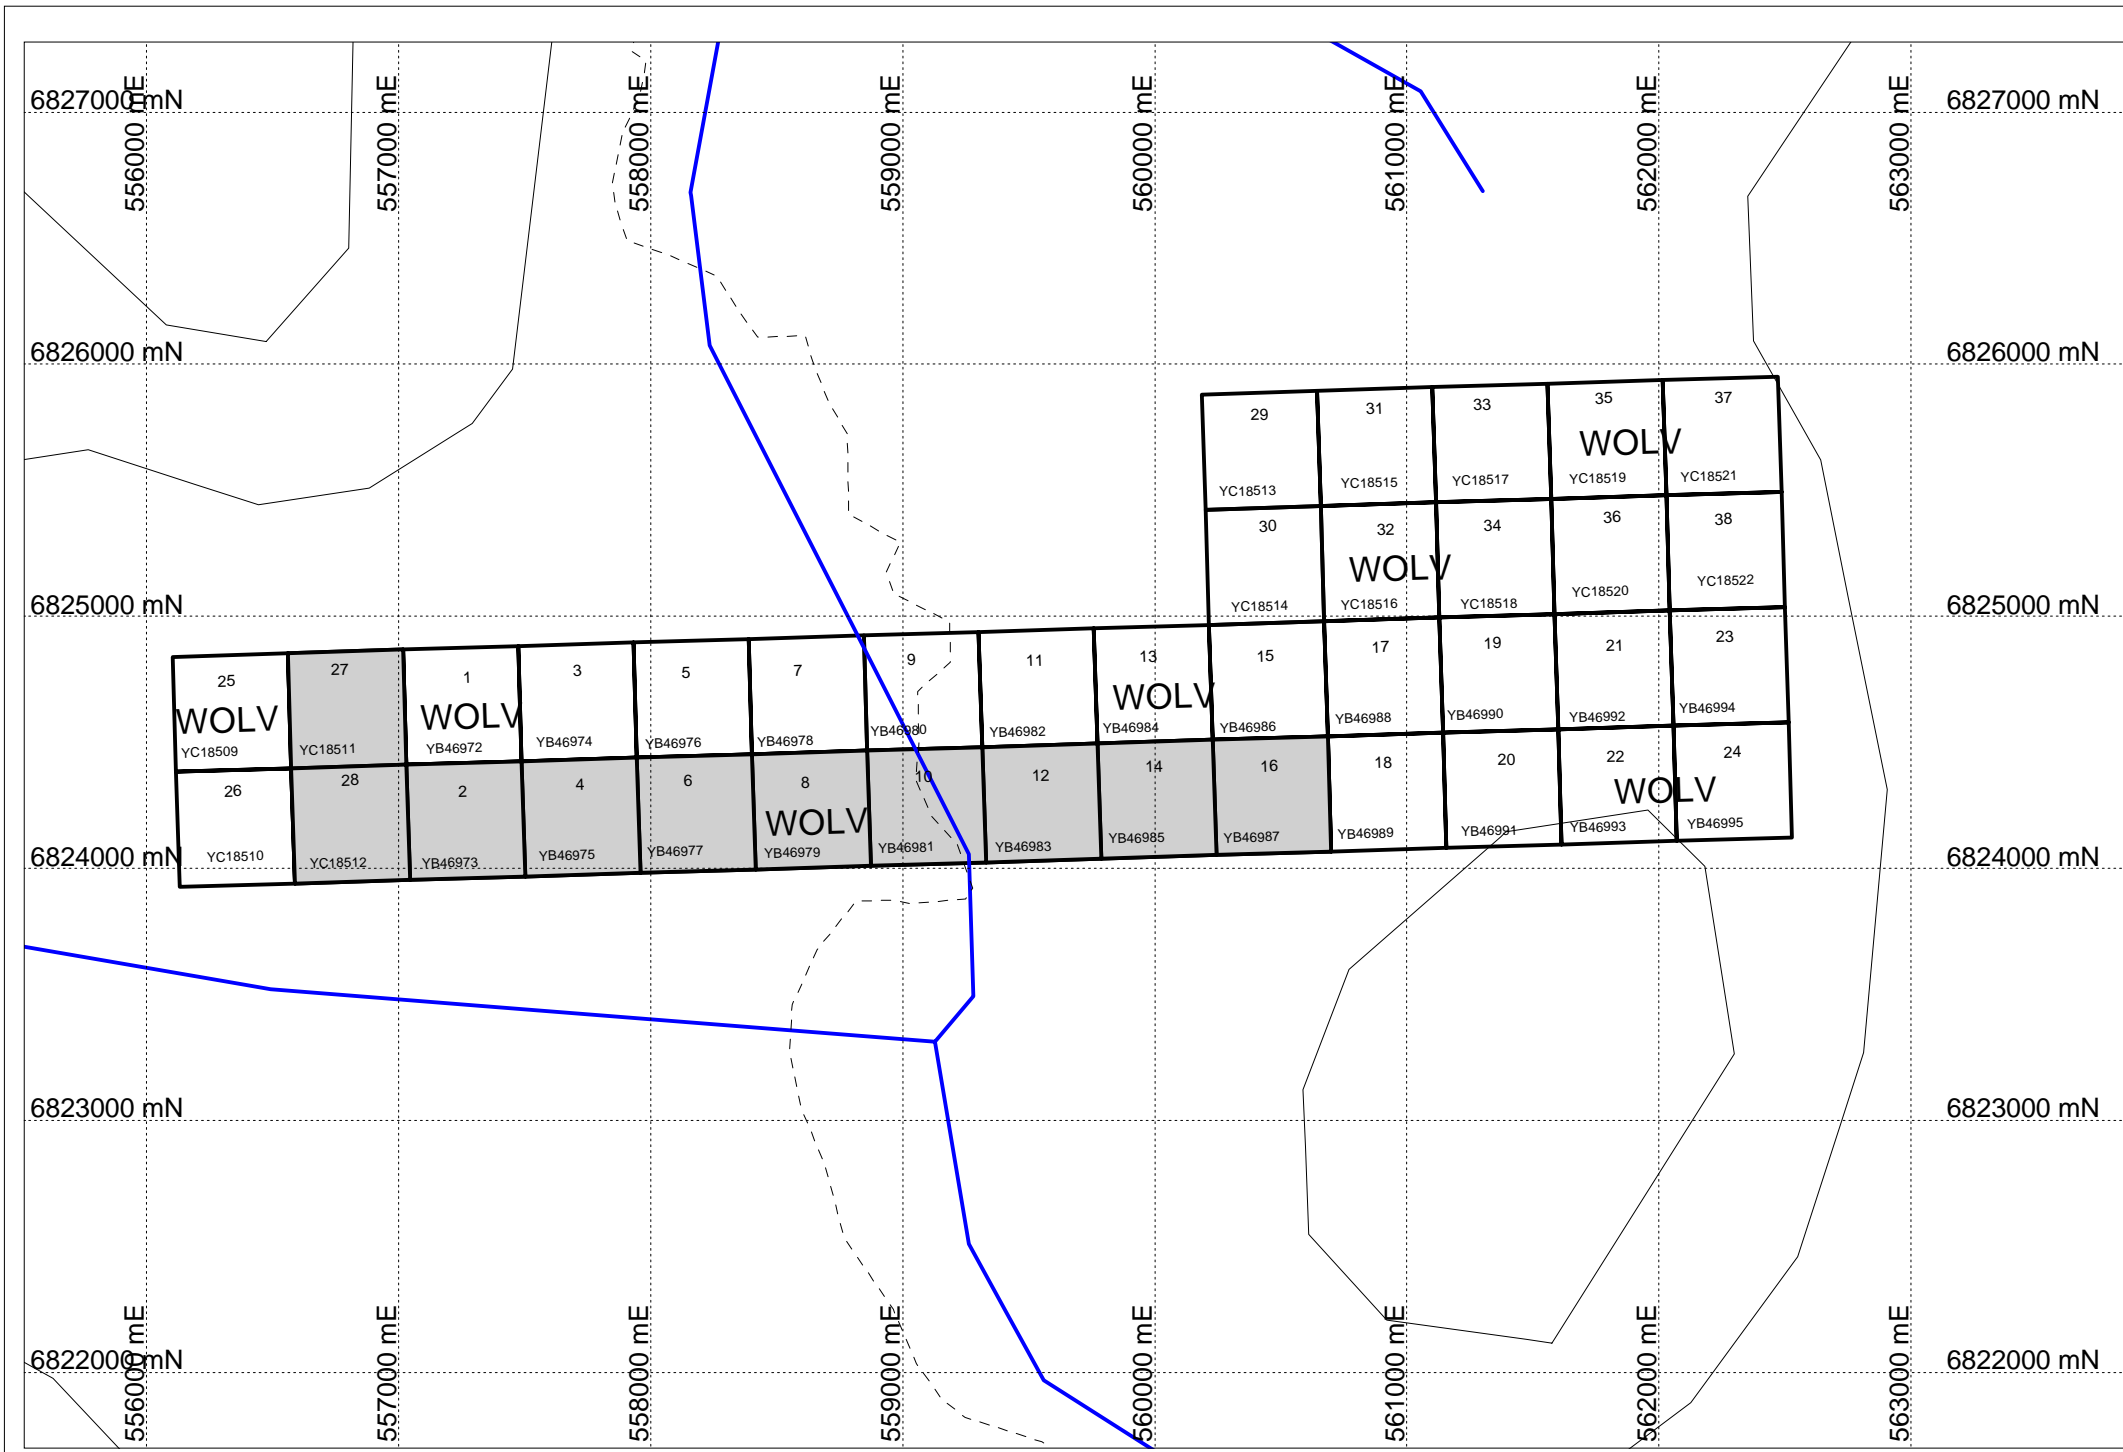 556000 mE
557000 mE
558000 mE
559000 mE
560000 mE
561000 mE
562000 mE
563000 mE
6827000 mN
6827000 mN
6826000 mN
6826000 mN
29
31
33
35
37
WOLV
YC18513
YC18515
YC18517
YC18519
YC18521
30
32
34
36
38
WOLV
YC18514
YC18516
YC18518
YC18520
YC18522
6825000 mN
6825000 mN
25
27
1
3
5
7
9
11
13
15
17
19
21
23
WOLV
WOLV
WOLV
YC18509
YC18511
YB46972
YB46974
YB46976
YB46978
YB46980
YB46982
YB46984
YB46986
YB46988
YB46990
YB46992
YB46994
26
28
2
4
6
8
10
12
14
16
18
20
22
24
WOLV
WOLV
YC18510
YC18512
YB46973
YB46975
YB46977
YB46979
YB46981
YB46983
YB46985
YB46987
YB46989
YB46991
YB46993
YB46995
6824000 mN
6824000 mN
6823000 mN
6823000 mN
6822000 mN
6822000 mN
556000 mE
557000 mE
558000 mE
559000 mE
560000 mE
561000 mE
562000 mE
563000 mE